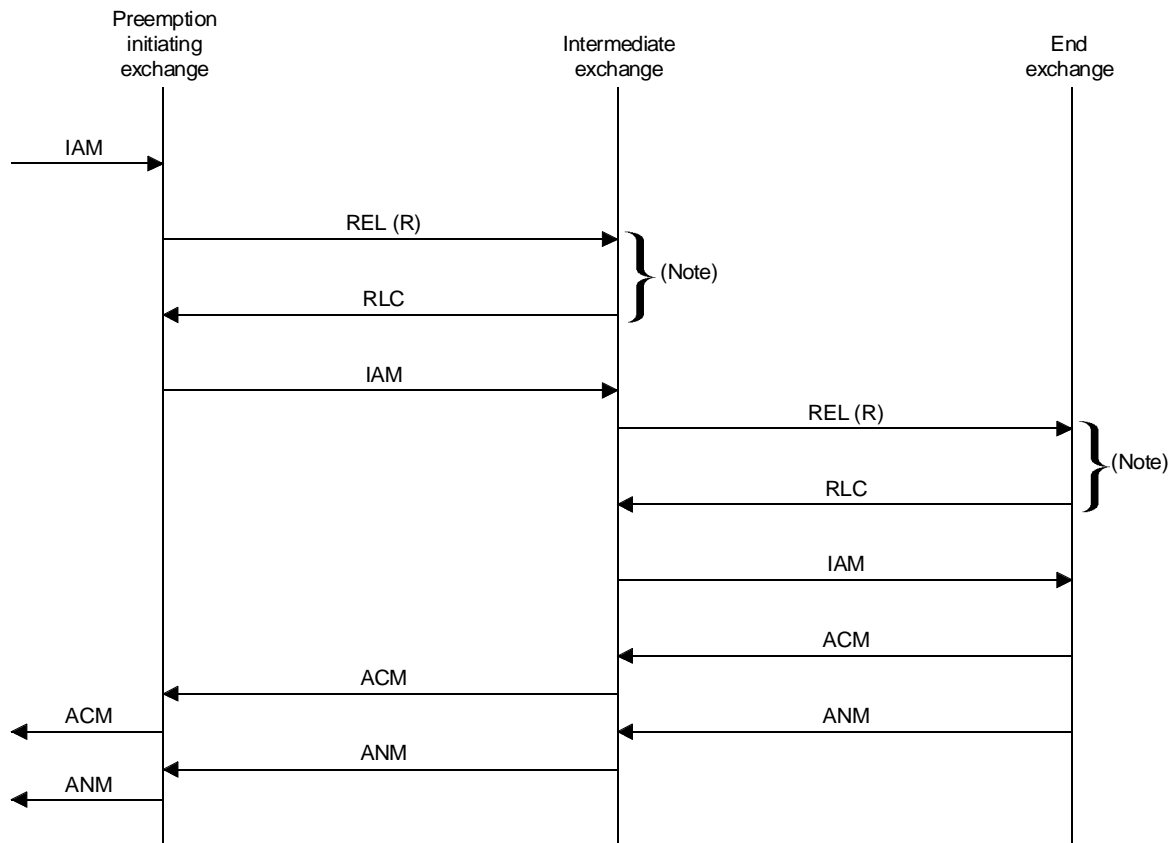 Preemption
initiating
exchange
Intermediate
exchange
End
exchange
IAM
REL (R)
(Note)
RLC
IAM
REL (R)
(Note)
RLC
IAM
ACM
ACM
ACM
ANM
ANM
ANM